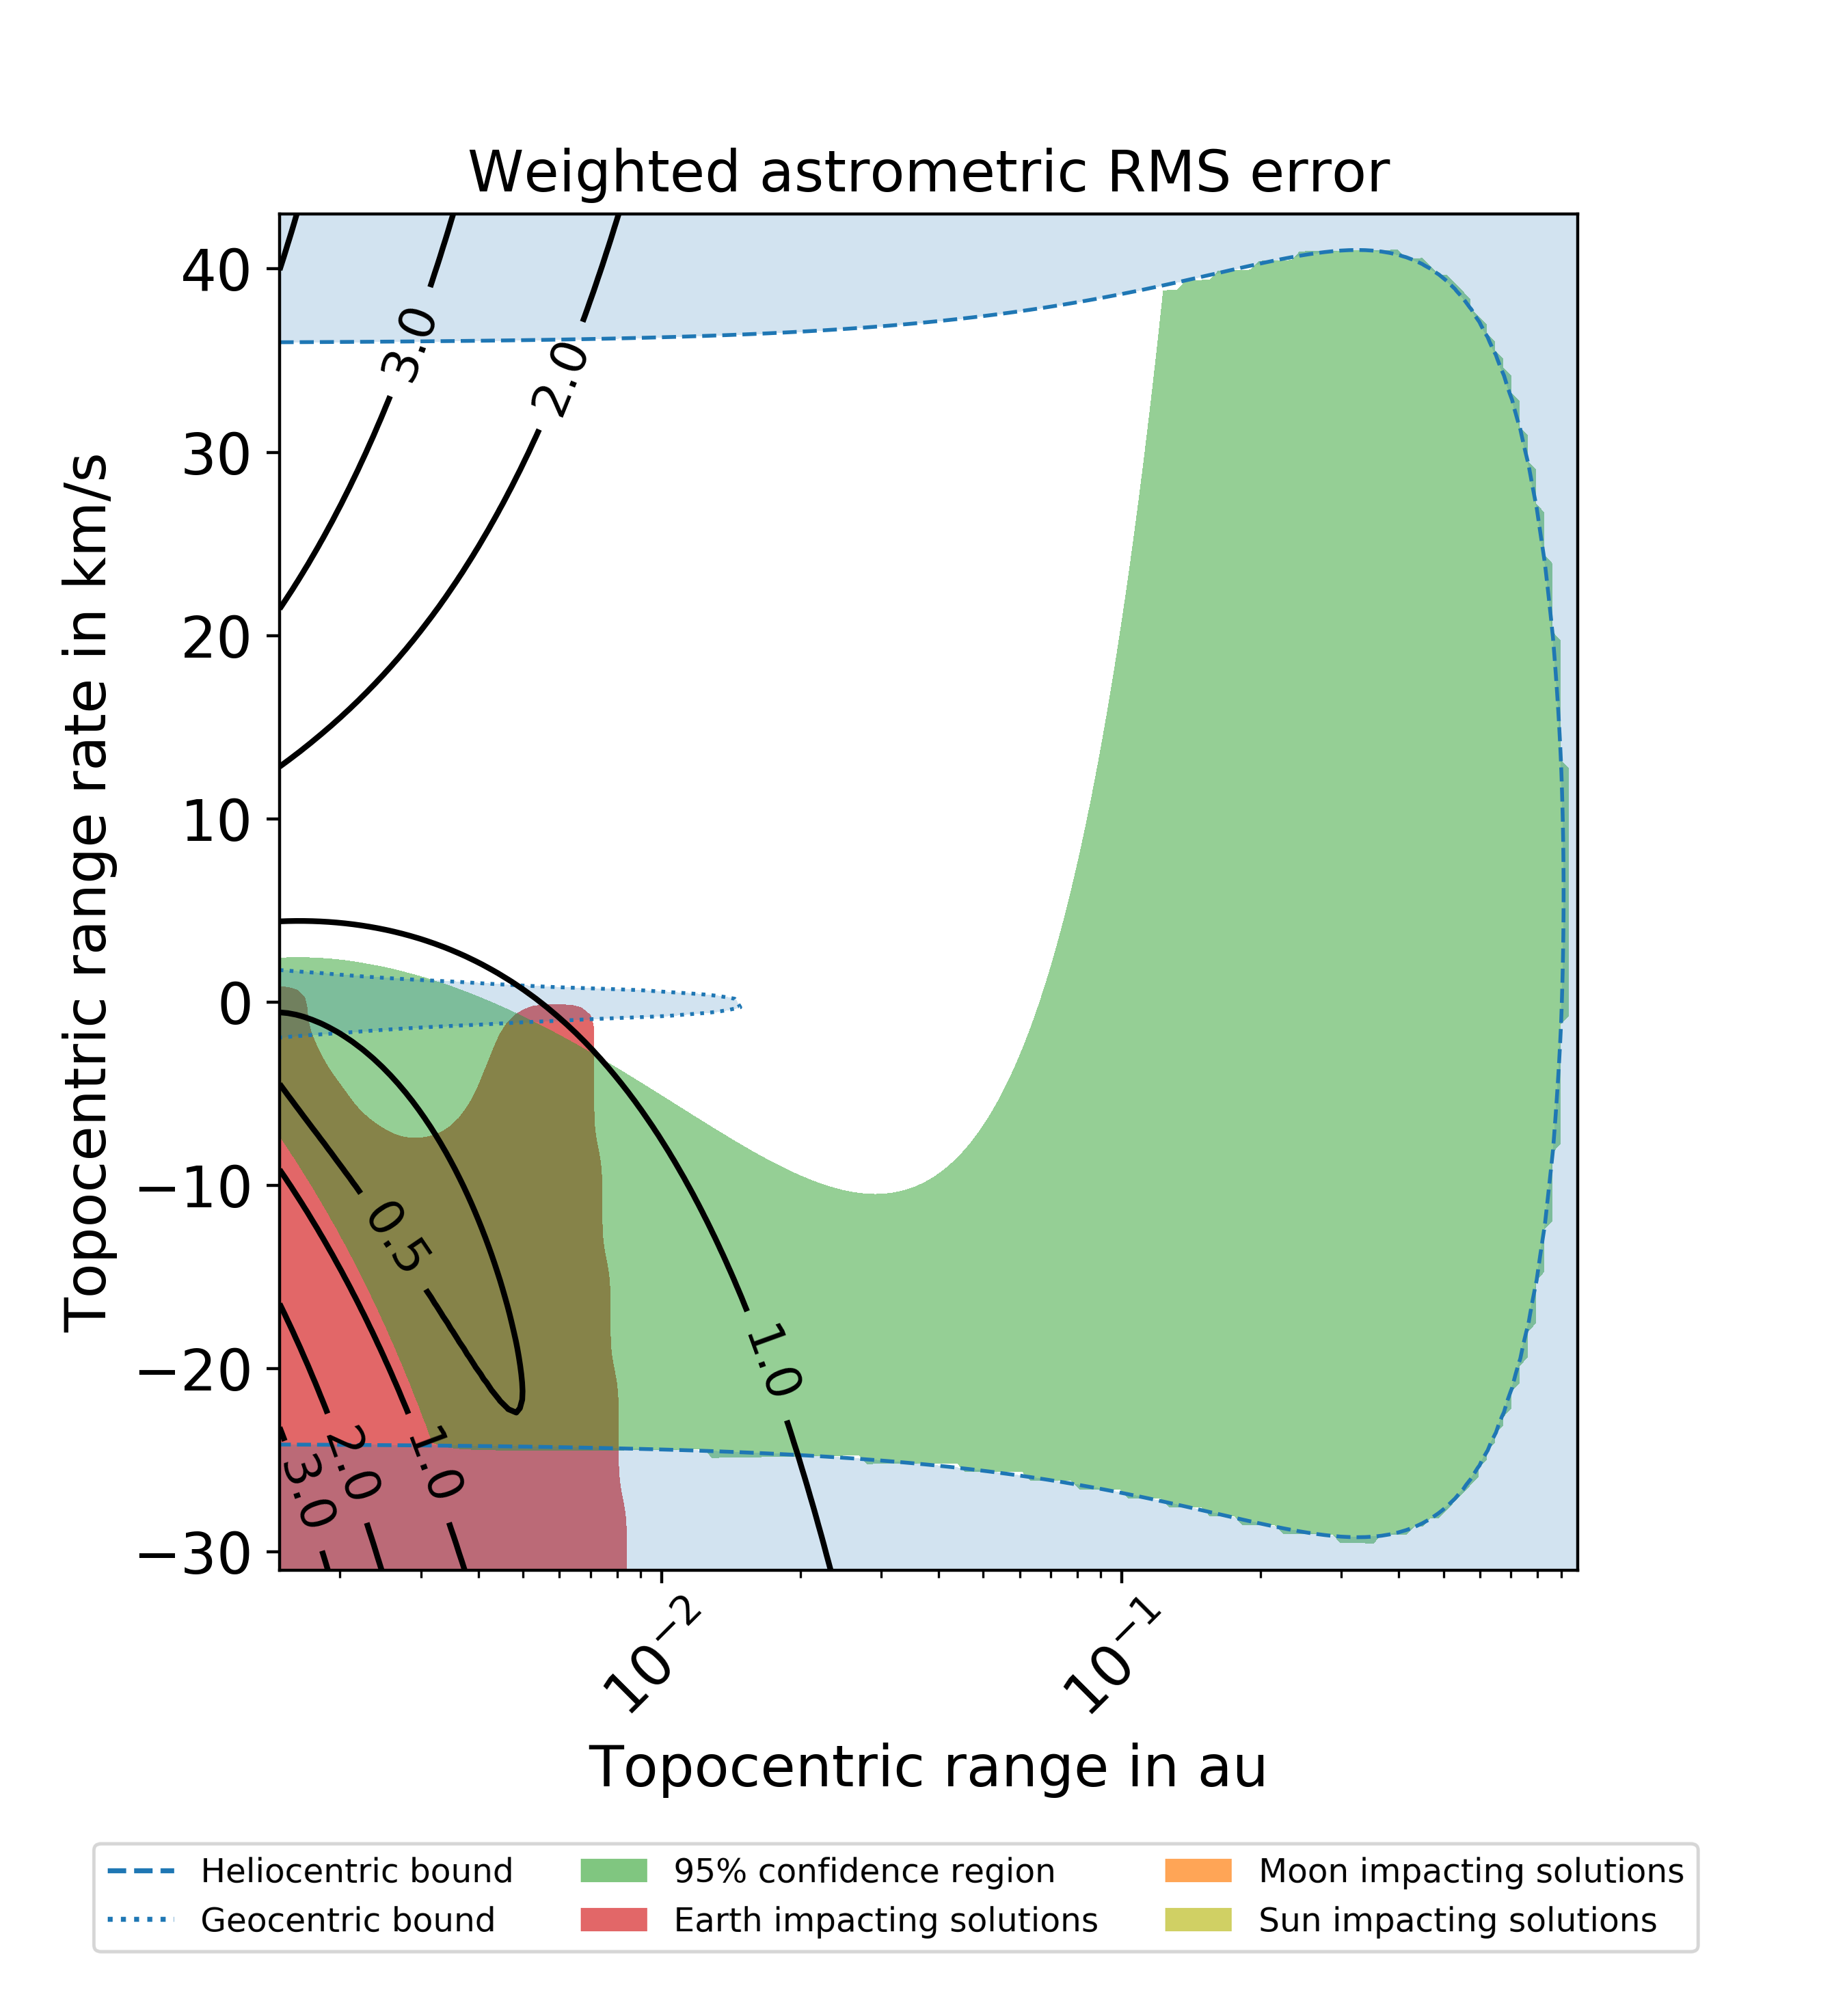 Weighted astrometric RMS error
Topocentric range rate in km/s
40
30
20
10
0
−10
−20
−30
3.0
2.0
0.5
1.0
1.0
2.0
3.0
10⁻²
10⁻¹
Topocentric range in au
Heliocentric bound
Geocentric bound
95% confidence region
Earth impacting solutions
Moon impacting solutions
Sun impacting solutions